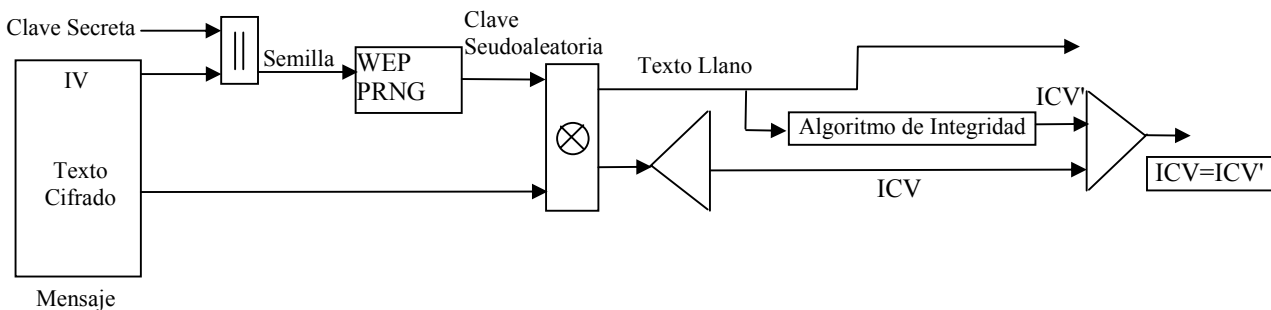 Clave Secreta
||
IV
Semilla
WEP
PRNG
Clave
Seudoaleatoria
Texto Llano
Algoritmo de Integridad
ICV'
ICV
ICV=ICV'
Texto
Cifrado
Mensaje